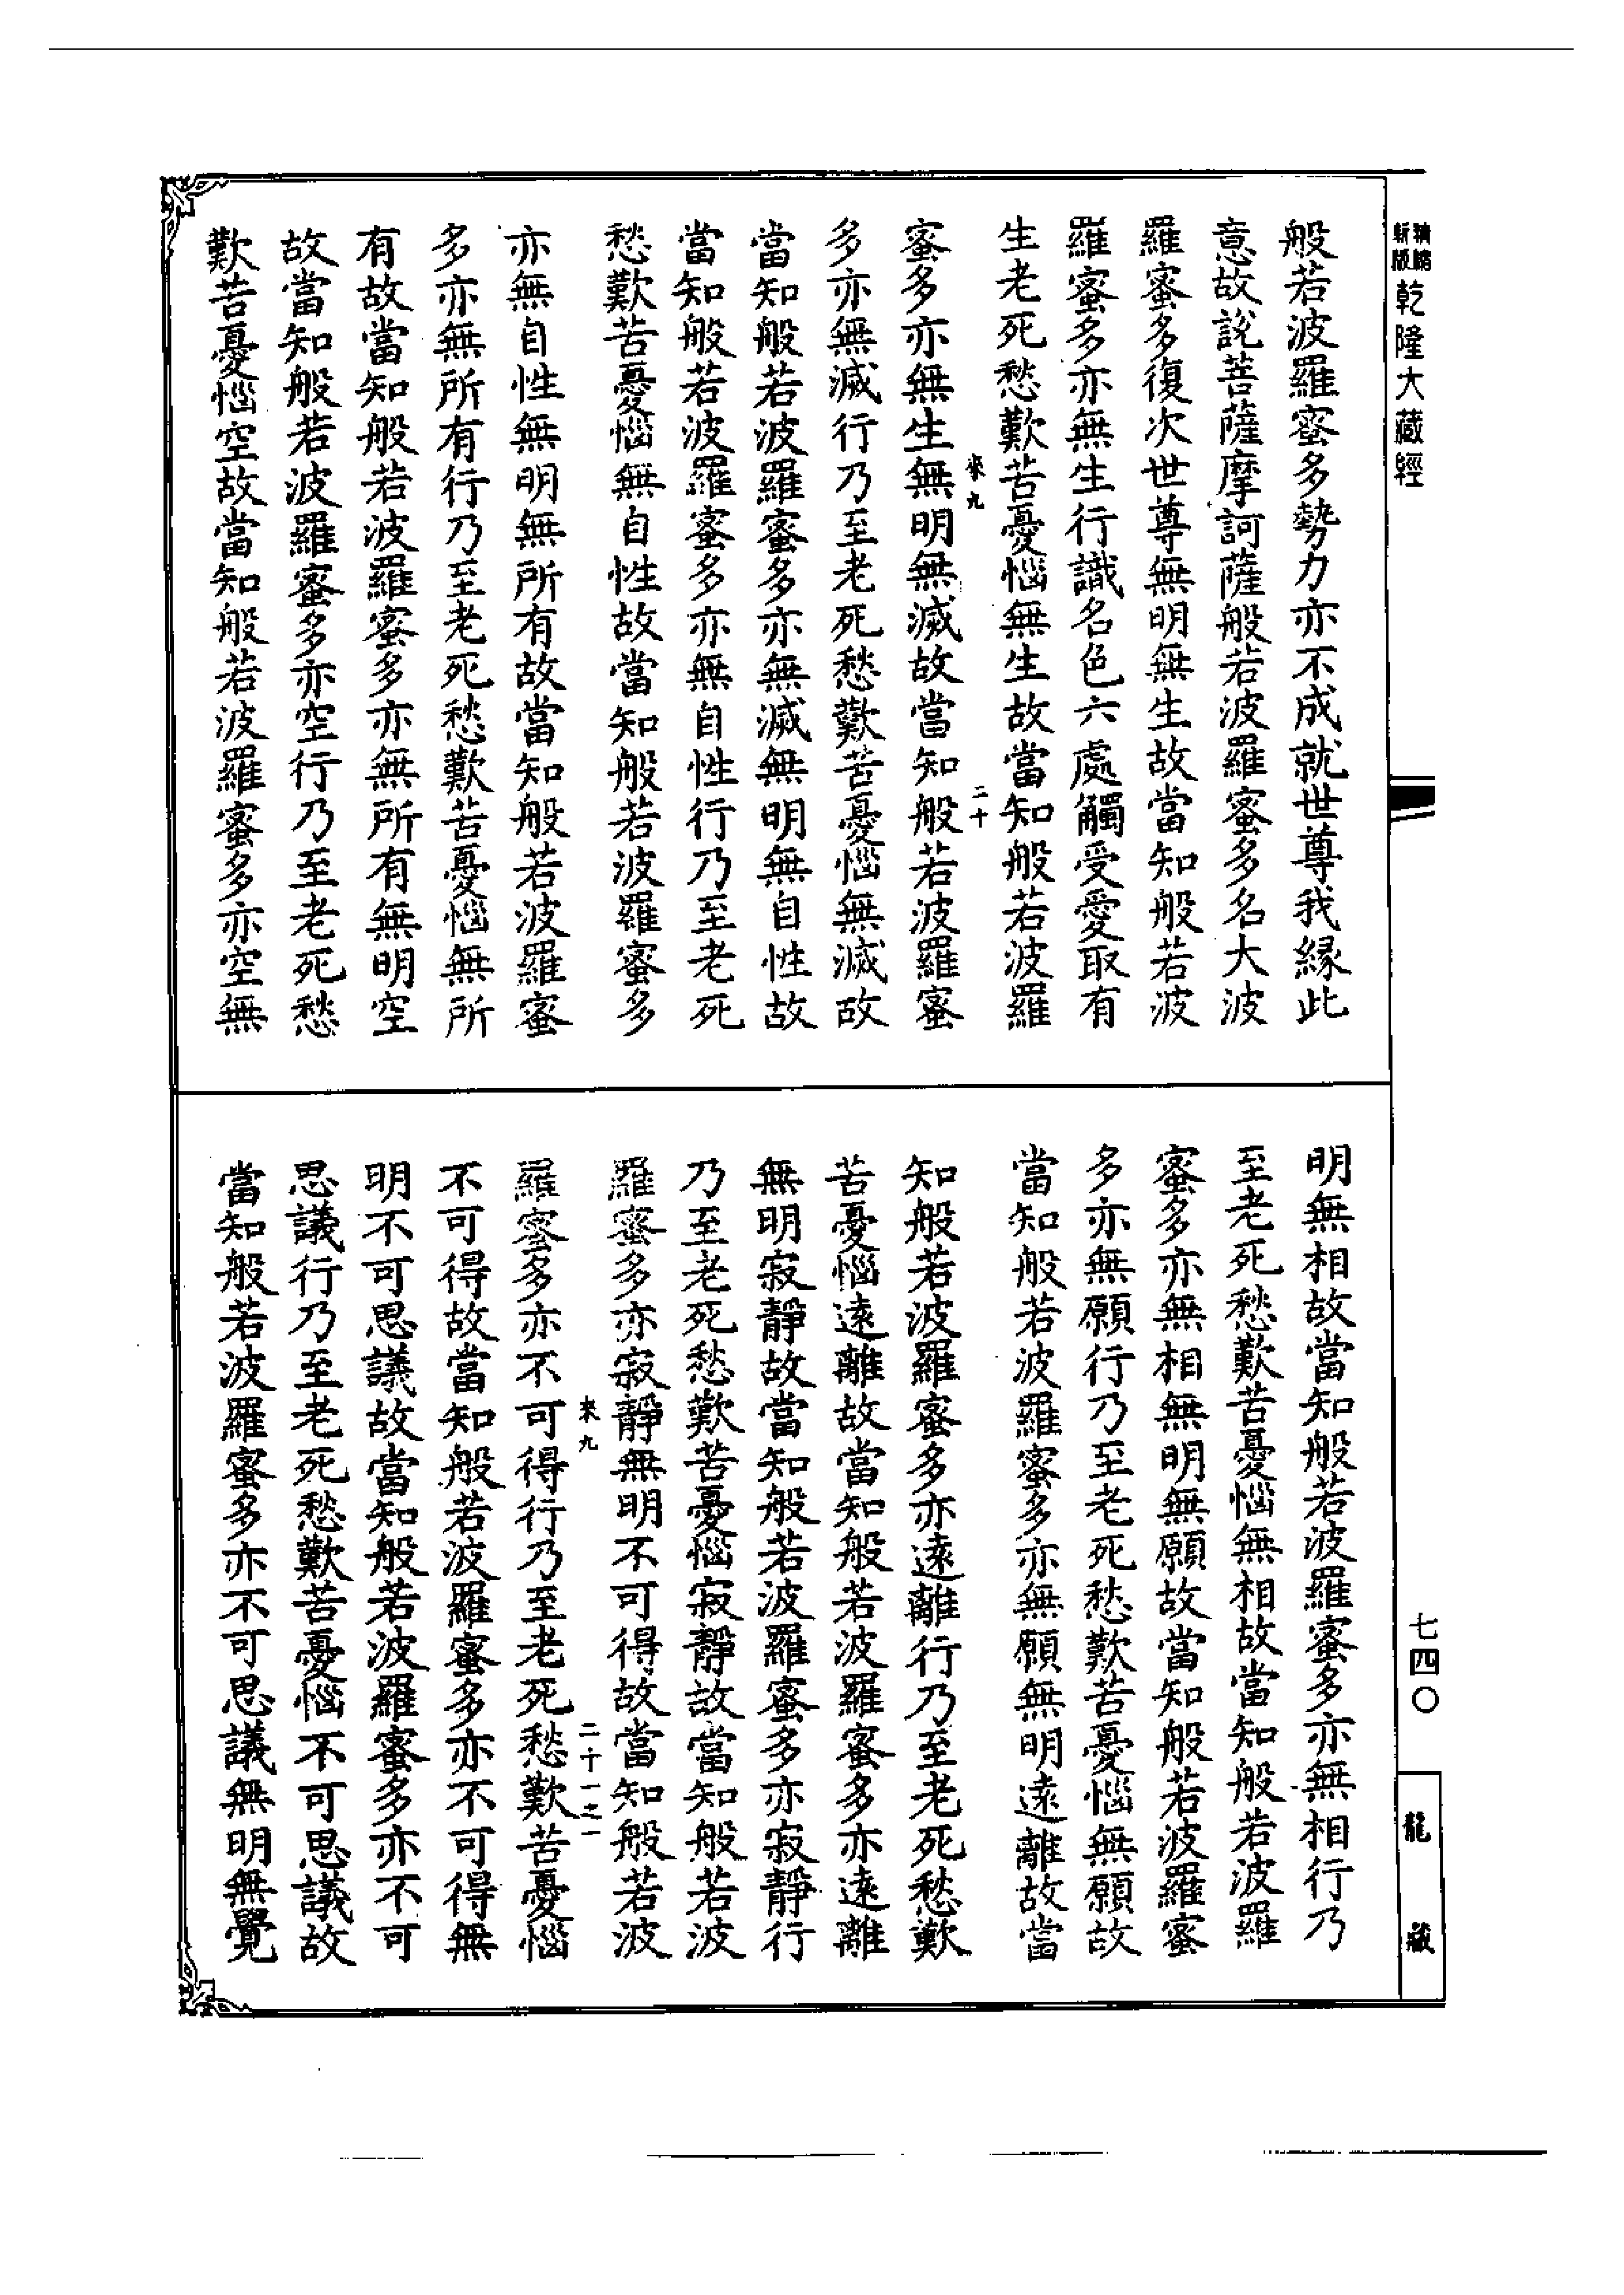 新版精縮乾隆大藏經
般若波羅蜜多勢力亦不成就世尊我緣此
意故說菩薩摩訶薩般若波羅蜜多名大波
羅蜜多復次世尊無明無生故當知般若波
羅蜜多亦無生行識名色六處觸受愛取有
生老死愁歎苦憂惱無生故當知般若波羅
來九 二十
蜜多亦無生無明無滅故當知般若波羅蜜
多亦無滅行乃至老死愁歎苦憂惱無滅故
當知般若波羅蜜多亦無滅無明無自性故
當知般若波羅蜜多亦無自性行乃至老死
愁歎苦憂惱無自性故當知般若波羅蜜多
亦無自性無明無所有故當知般若波羅蜜
多亦無所有行乃至老死愁歎苦憂惱無所
有故當知般若波羅蜜多亦無所有無明空
故當知般若波羅蜜多亦空行乃至老死愁
歎苦憂惱空故當知般若波羅蜜多亦空無
明無相故當知般若波羅蜜多亦無相行乃
至老死愁歎苦憂惱無相故當知般若波羅
蜜多亦無相無明無願故當知般若波羅蜜
多亦無願行乃至老死愁歎苦憂惱無願故
當知般若波羅蜜多亦無願無明遠離故當
知般若波羅蜜多亦遠離行乃至老死愁歎
苦憂惱遠離故當知般若波羅蜜多亦遠離
無明寂靜故當知般若波羅蜜多亦寂靜行
乃至老死愁歎苦憂惱寂靜故當知般若波
羅蜜多亦寂靜無明不可得故當知般若波
來九 二十一之一
羅蜜多亦不可得行乃至老死愁歎苦憂惱
不可得故當知般若波羅蜜多亦不可得無
明不可思議故當知般若波羅蜜多亦不可
思議行乃至老死愁歎苦憂惱不可思議故
當知般若波羅蜜多亦不可思議無明無覺
七四〇
龍藏